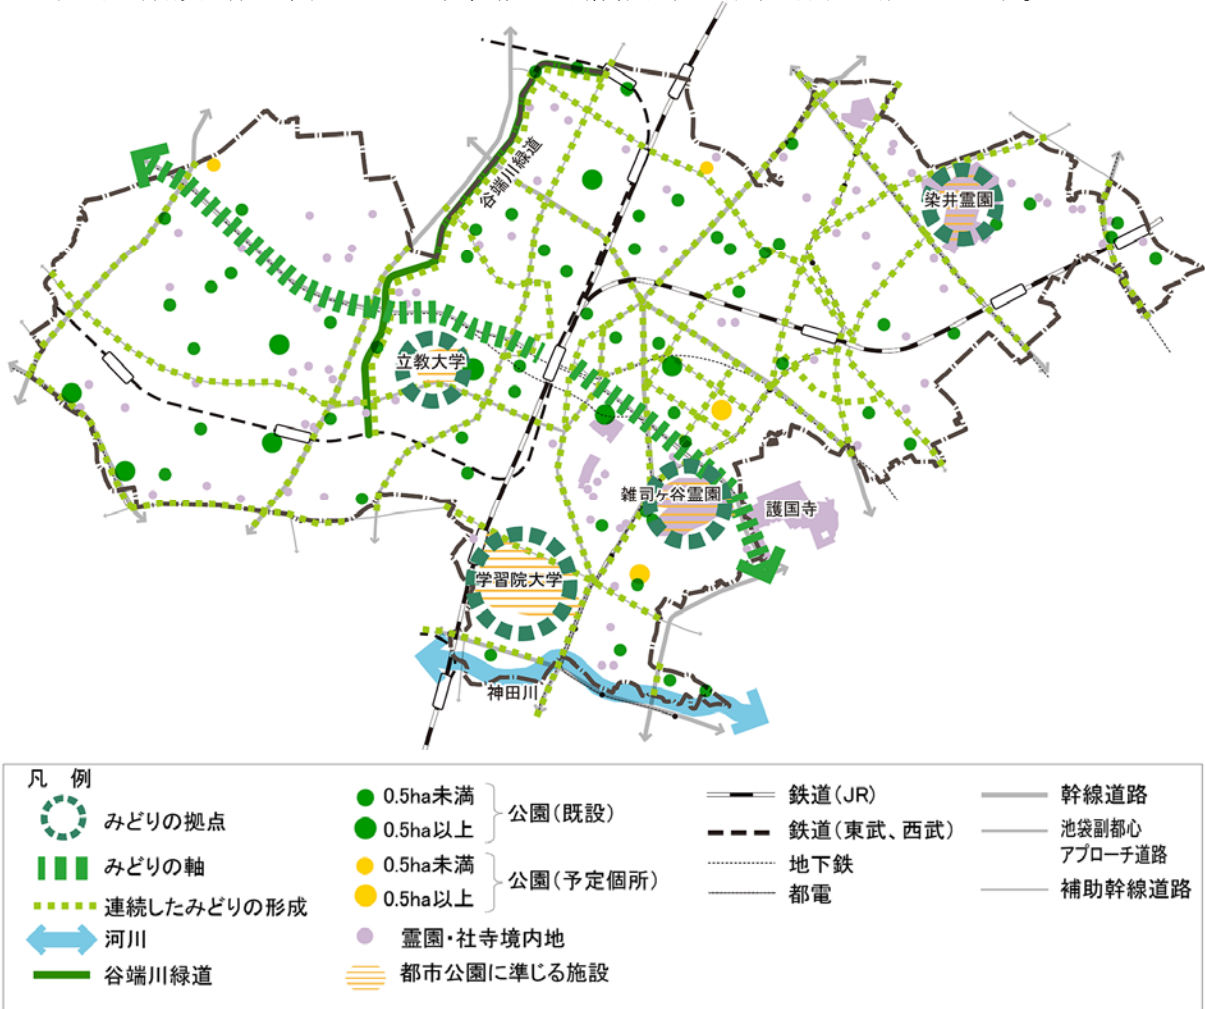 谷端川緑道
染井霊園
立教大学
雑司ヶ谷霊園
護国寺
学習院大学
神田川
凡 例
みどりの拠点
みどりの軸
連続したみどりの形成
河川
谷端川緑道
0.5ha未満
0.5ha以上
公園(既設)
0.5ha未満
0.5ha以上
公園(予定個所)
霊園・社寺境内地
都市公園に準じる施設
鉄道(JR)
鉄道(東武、西武)
地下鉄
都電
幹線道路
池袋副都心
アプローチ道路
補助幹線道路